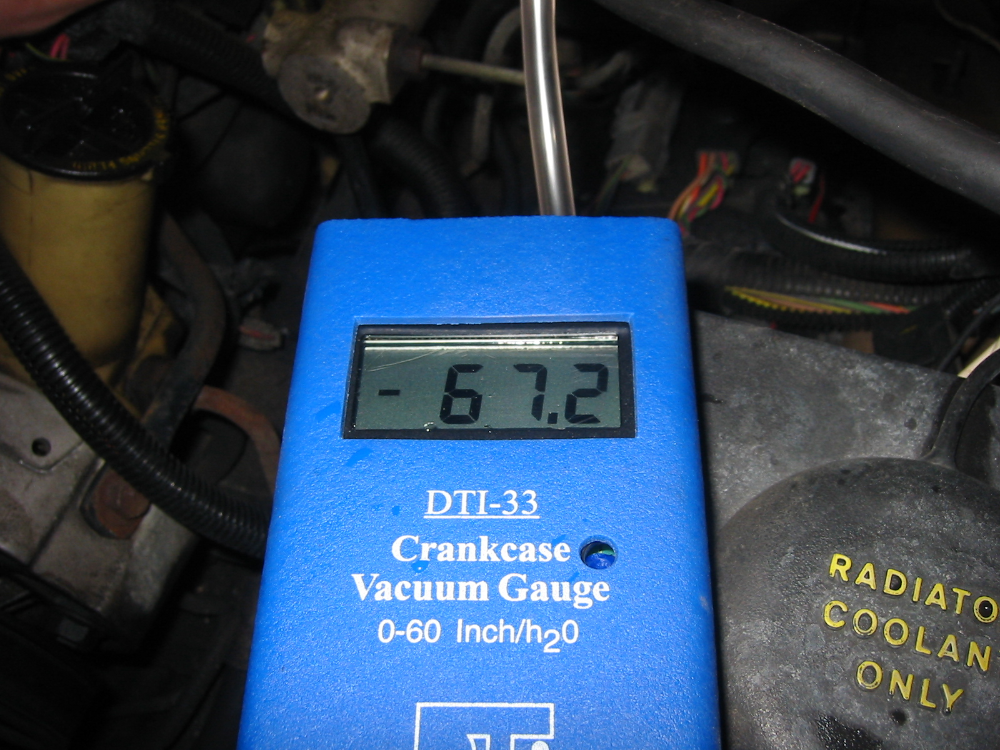 - 67.2
DTI-33
Crankcase
Vacuum Gauge
0-60 Inch/h20
RADIATO
COOLAN
ONLY